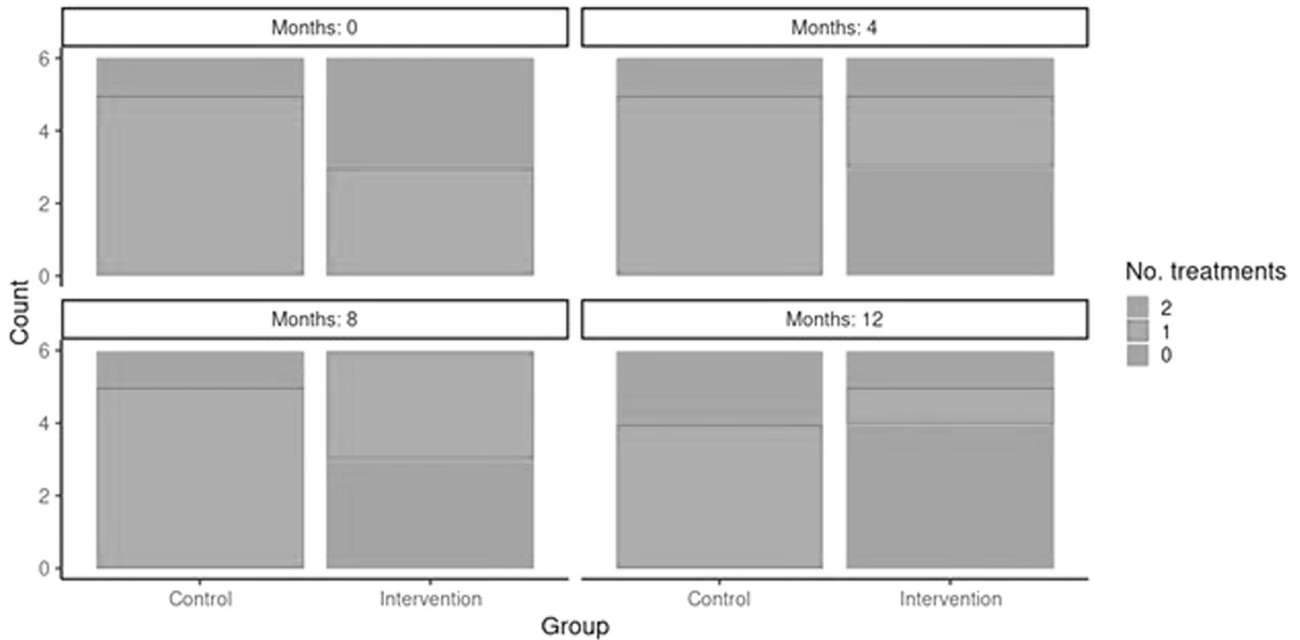 Months: 0
Months: 4
6
4
2
0
Months: 8
Months: 12
6
4
2
0
Count
Control
Intervention
Control
Intervention
Group
No. treatments
2
1
0